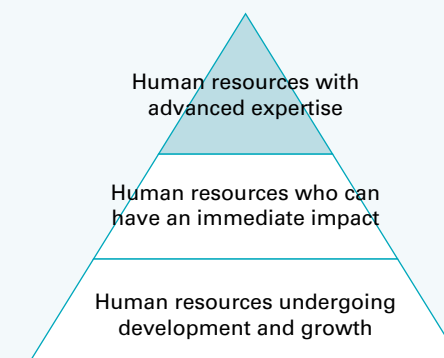 Human resources with
advanced expertise
Human resources who can
have an immediate impact
Human resources undergoing
development and growth